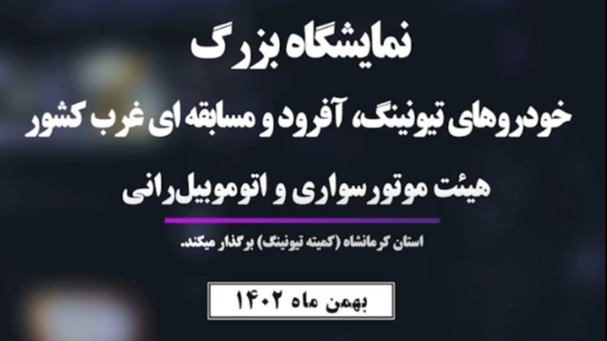 نمایشگاه بزرگ
خودروهای تیونینگ، آفرود و مسابقه ای غرب کشور
هیئت موتورسواری و اتوموبیل‌رانی
استان کرمانشاه (کمیته تیونینگ) برگذار میکند.
بهمن ماه ۱۴۰۲